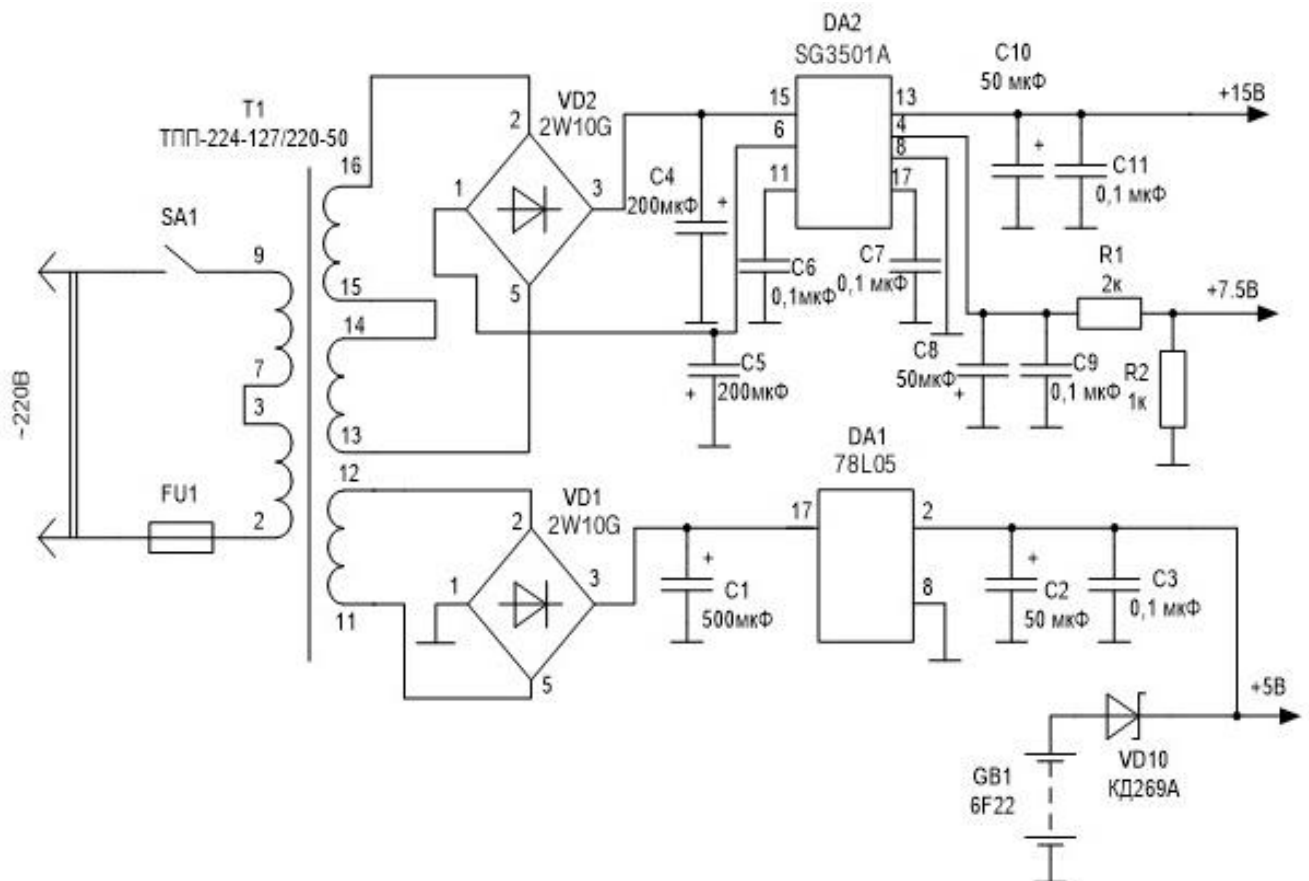 DA2
SG3501A
C10
50 мкФ
15
13
+15В
6
4
8
11
17
T1
ТПП-224-127/220-50
VD2
2W10G
2
1
3
5
16
15
14
13
C4
200мкФ
+
+
C11
0,1 мкФ
SA1
9
7
3
2
~220В
FU1
C6
0,1мкФ
C7
0,1 мкФ
R1
2к
+7.5В
C5
200мкФ
+
C8
50мкФ
+
C9
0,1 мкФ
R2
1к
12
11
VD1
2W10G
2
1
3
5
DA1
78L05
17
2
8
+
C1
500мкФ
+
C2
50 мкФ
C3
0,1 мкФ
+5В
GB1
6F22
VD10
КД269А